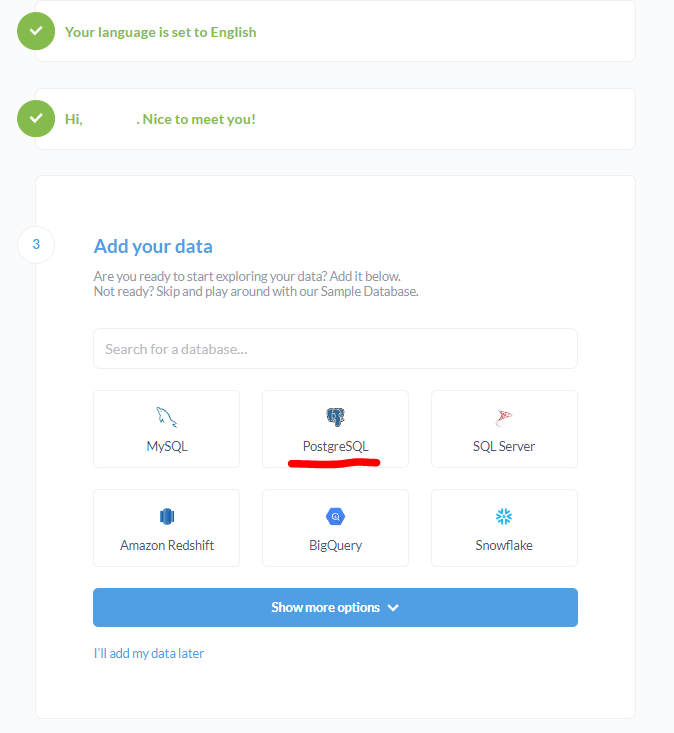 Your language is set to English
Hi, . Nice to meet you!
3
Add your data
Are you ready to start exploring your data? Add it below.
Not ready? Skip and play around with our Sample Database.
Search for a database...
MySQL
PostgreSQL
SQL Server
Amazon Redshift
BigQuery
Snowflake
Show more options
I'll add my data later